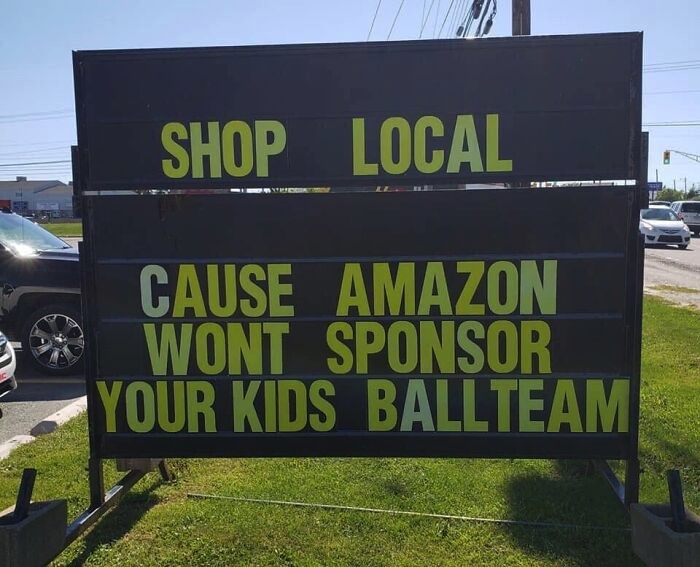 SHOP LOCAL
CAUSE AMAZON
WONT SPONSOR
YOUR KIDS BALLTEAM